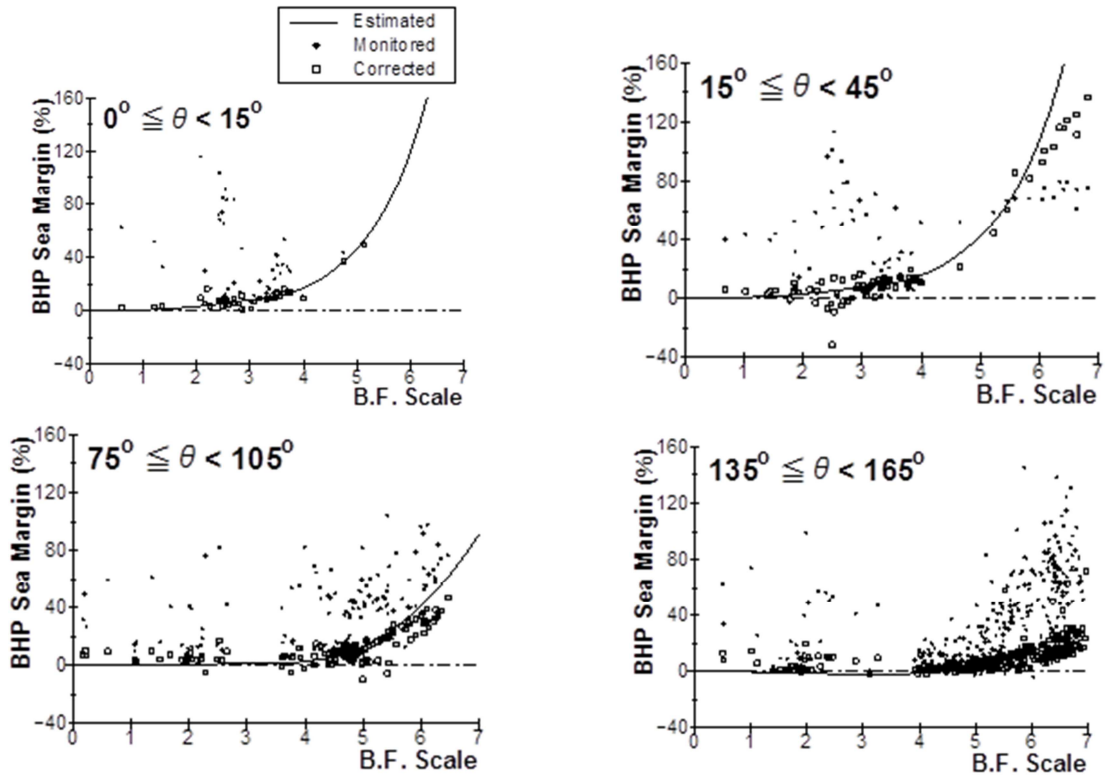 Estimated
Monitored
Corrected
BHP Sea Margin (%)
0° ≦ θ < 15°
160
120
80
40
0
−40
0 1 2 3 4 5 6 7
B.F. Scale
BHP Sea Margin (%)
15° ≦ θ < 45°
160
120
80
40
0
−40
0 1 2 3 4 5 6 7
B.F. Scale
BHP Sea Margin (%)
75° ≦ θ < 105°
160
120
80
40
0
−40
0 1 2 3 4 5 6 7
B.F. Scale
BHP Sea Margin (%)
135° ≦ θ < 165°
160
120
80
40
0
−40
0 1 2 3 4 5 6 7
B.F. Scale